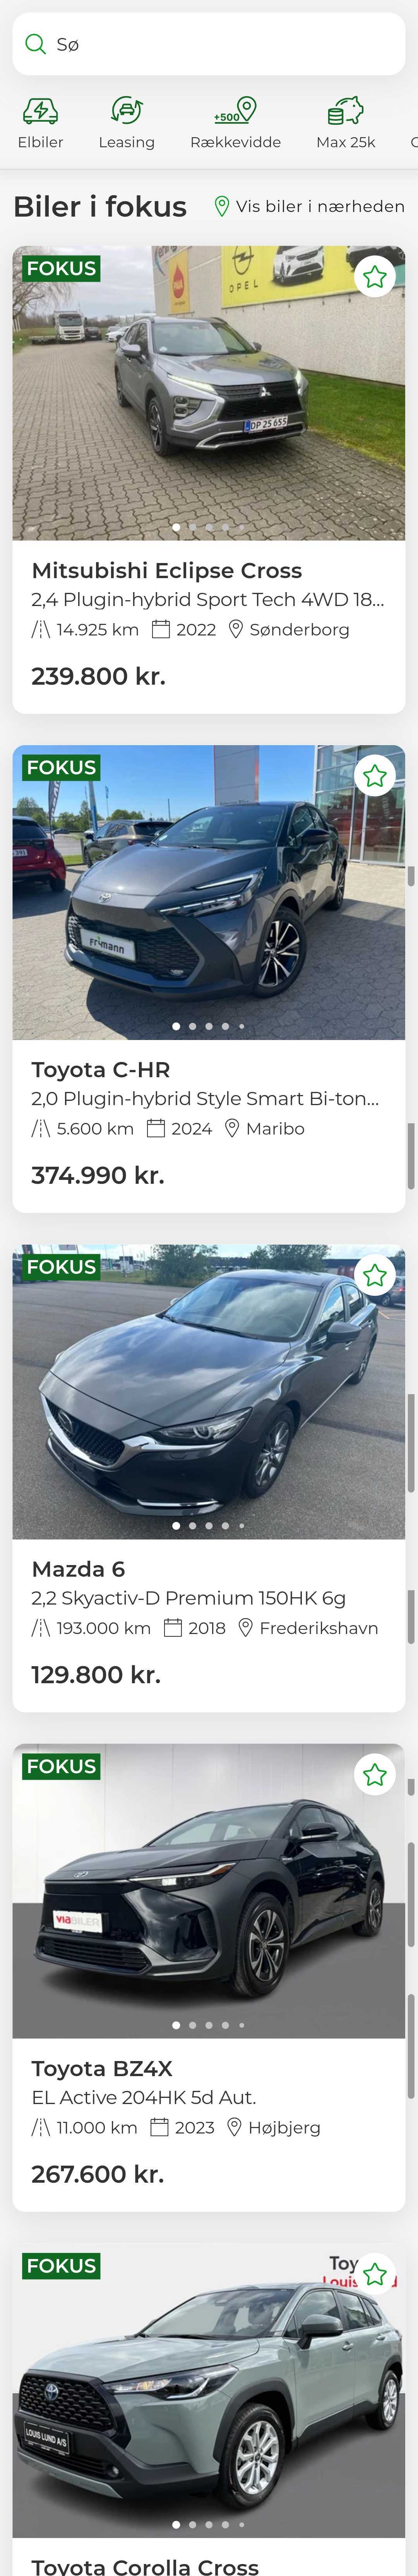 Sø
Elbiler
Leasing
+500
Rækkevidde
Max 25k
Biler i fokus
Vis biler i nærheden
FOKUS
OPEL
DP 25 655
Mitsubishi Eclipse Cross
2,4 Plugin-hybrid Sport Tech 4WD 18...
14.925 km 2022 Sønderborg
239.800 kr.
FOKUS
Frimann
Toyota C-HR
2,0 Plugin-hybrid Style Smart Bi-ton...
5.600 km 2024 Maribo
374.990 kr.
FOKUS
Mazda 6
2,2 Skyactiv-D Premium 150HK 6g
193.000 km 2018 Frederikshavn
129.800 kr.
FOKUS
viaBILER
Toyota BZ4X
EL Active 204HK 5d Aut.
11.000 km 2023 Højbjerg
267.600 kr.
FOKUS
Toy
Louis
LOUIS LUND A/S
Toyota Corolla Cross